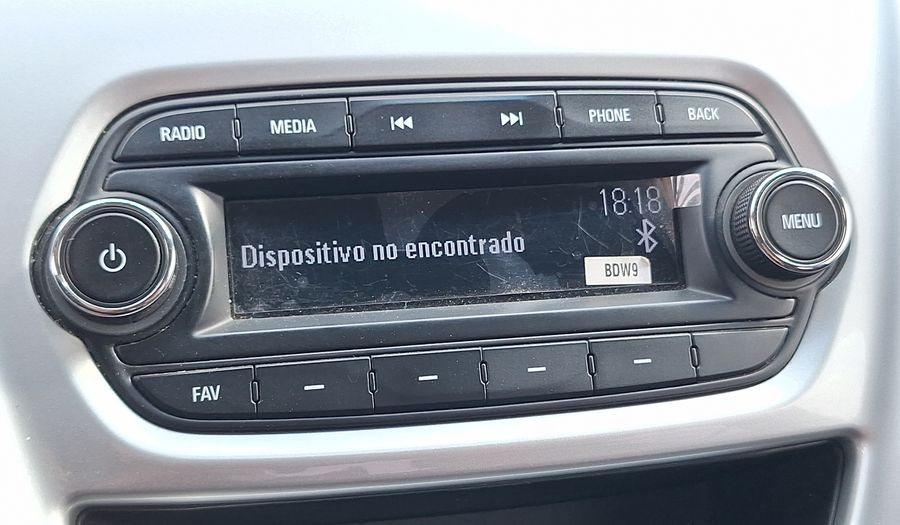 RADIO MEDIA PHONE BACK
18:18
MENU
Dispositivo no encontrado
BDW9
FAV